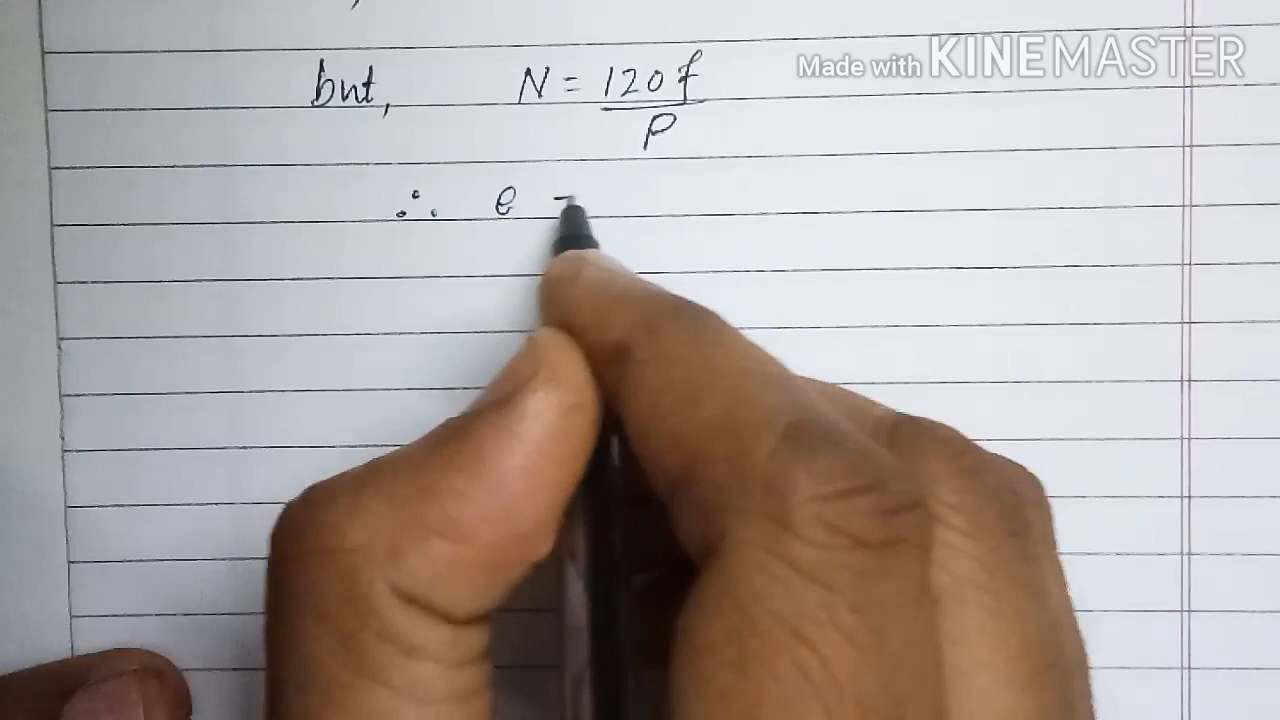 Made with KINEMASTER
but, N = 120f
P
∴ e -